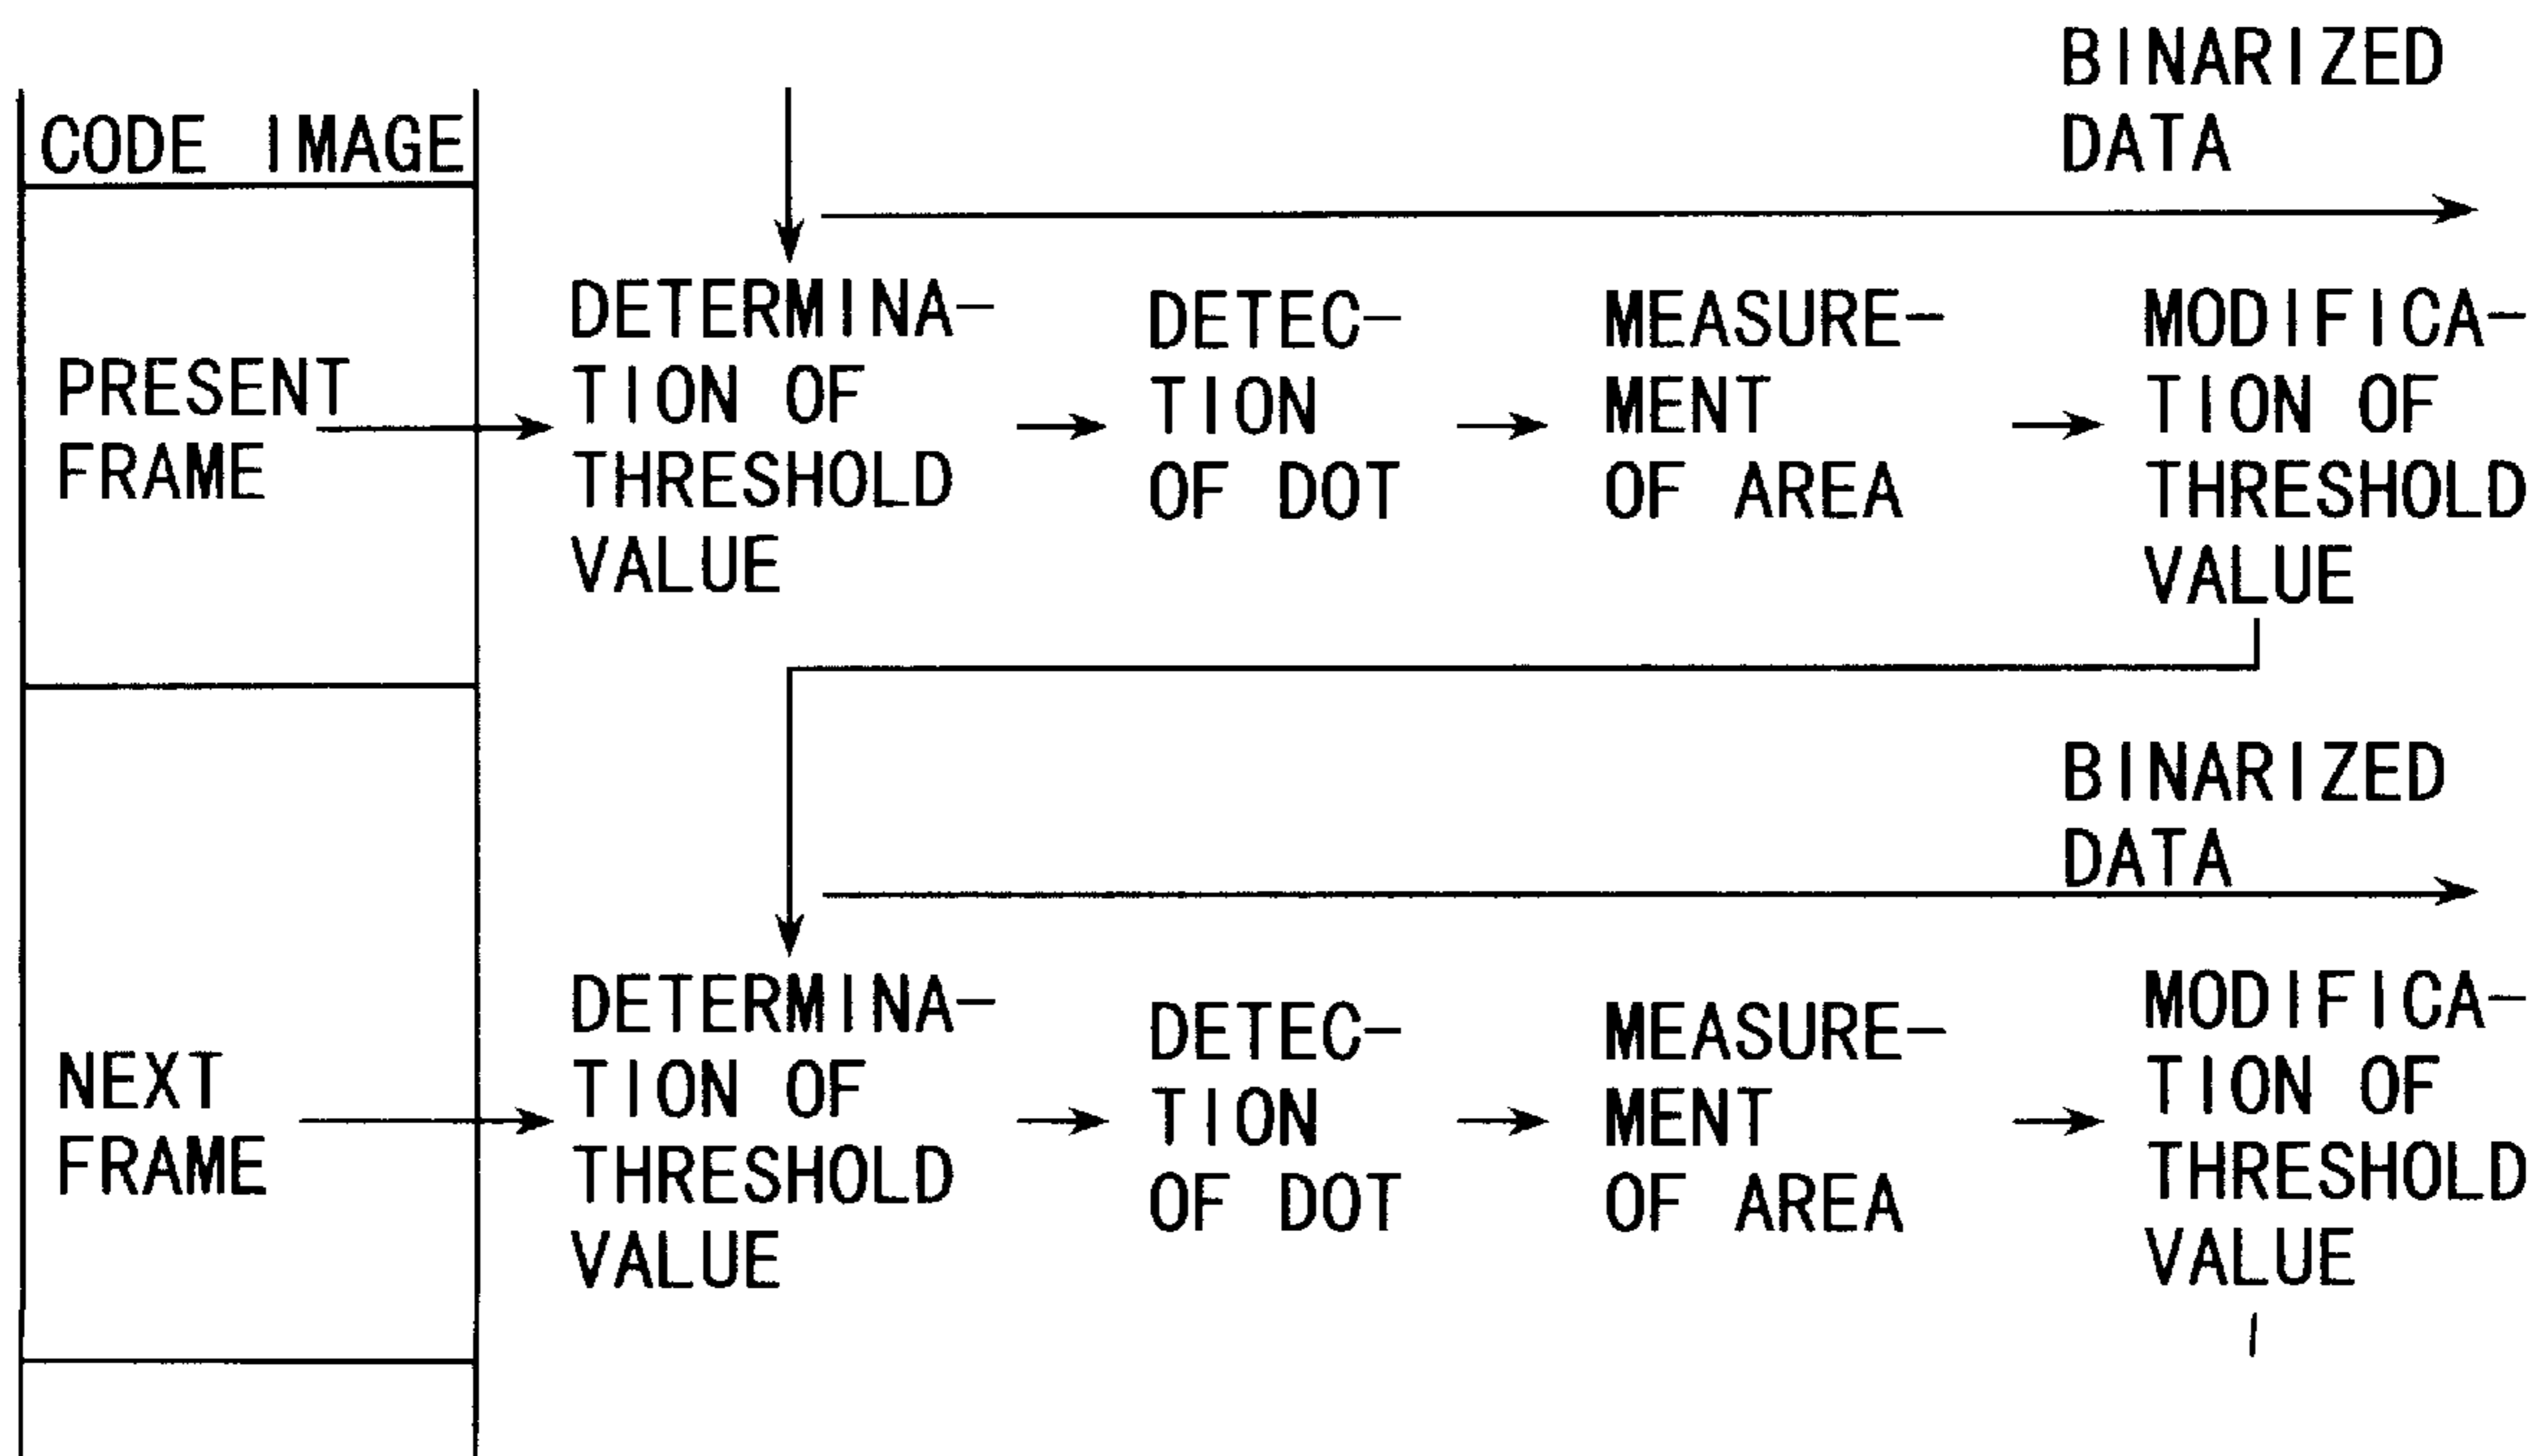 CODE IMAGE
BINARIZED
DATA
PRESENT
FRAME
DETERMINA-
TION OF
THRESHOLD
VALUE
DETEC-
TION
OF DOT
MEASURE-
MENT
OF AREA
MODIFICA-
TION OF
THRESHOLD
VALUE
BINARIZED
DATA
NEXT
FRAME
DETERMINA-
TION OF
THRESHOLD
VALUE
DETEC-
TION
OF DOT
MEASURE-
MENT
OF AREA
MODIFICA-
TION OF
THRESHOLD
VALUE